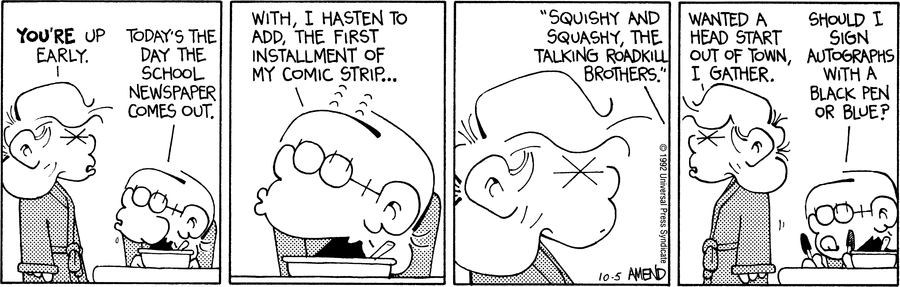 YOU'RE UP
EARLY.
TODAY'S THE
DAY THE
SCHOOL
NEWSPAPER
COMES OUT.
WITH, I HASTEN TO
ADD, THE FIRST
INSTALLMENT OF
MY COMIC STRIP...
"SQUISHY AND
SQUASHY, THE
TALKING ROADKILL
BROTHERS."
© 1992 Universal Press Syndicate
10-5 AMEND
WANTED A
HEAD START
OUT OF TOWN,
I GATHER.
SHOULD I
SIGN
AUTOGRAPHS
WITH A
BLACK PEN
OR BLUE?